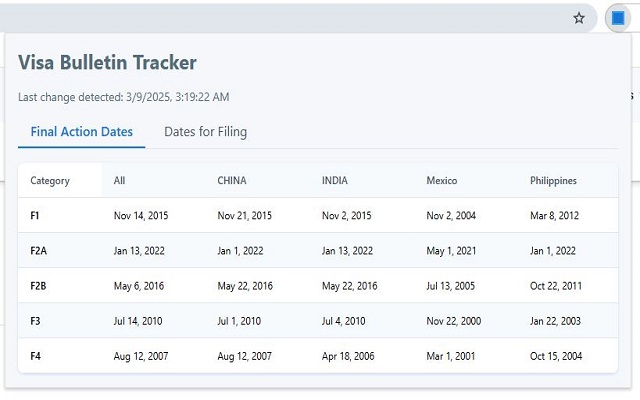 Visa Bulletin Tracker
Last change detected: 3/9/2025, 3:19:22 AM
Final Action Dates Dates for Filing
Category All CHINA INDIA Mexico Philippines
F1 Nov 14, 2015 Nov 21, 2015 Nov 2, 2015 Nov 2, 2004 Mar 8, 2012
F2A Jan 13, 2022 Jan 1, 2022 Jan 13, 2022 May 1, 2021 Jan 1, 2022
F2B May 6, 2016 May 22, 2016 May 22, 2016 Jul 13, 2005 Oct 22, 2011
F3 Jul 14, 2010 Jul 1, 2010 Jul 4, 2010 Nov 22, 2000 Jan 22, 2003
F4 Aug 12, 2007 Aug 12, 2007 Apr 18, 2006 Mar 1, 2001 Oct 15, 2004